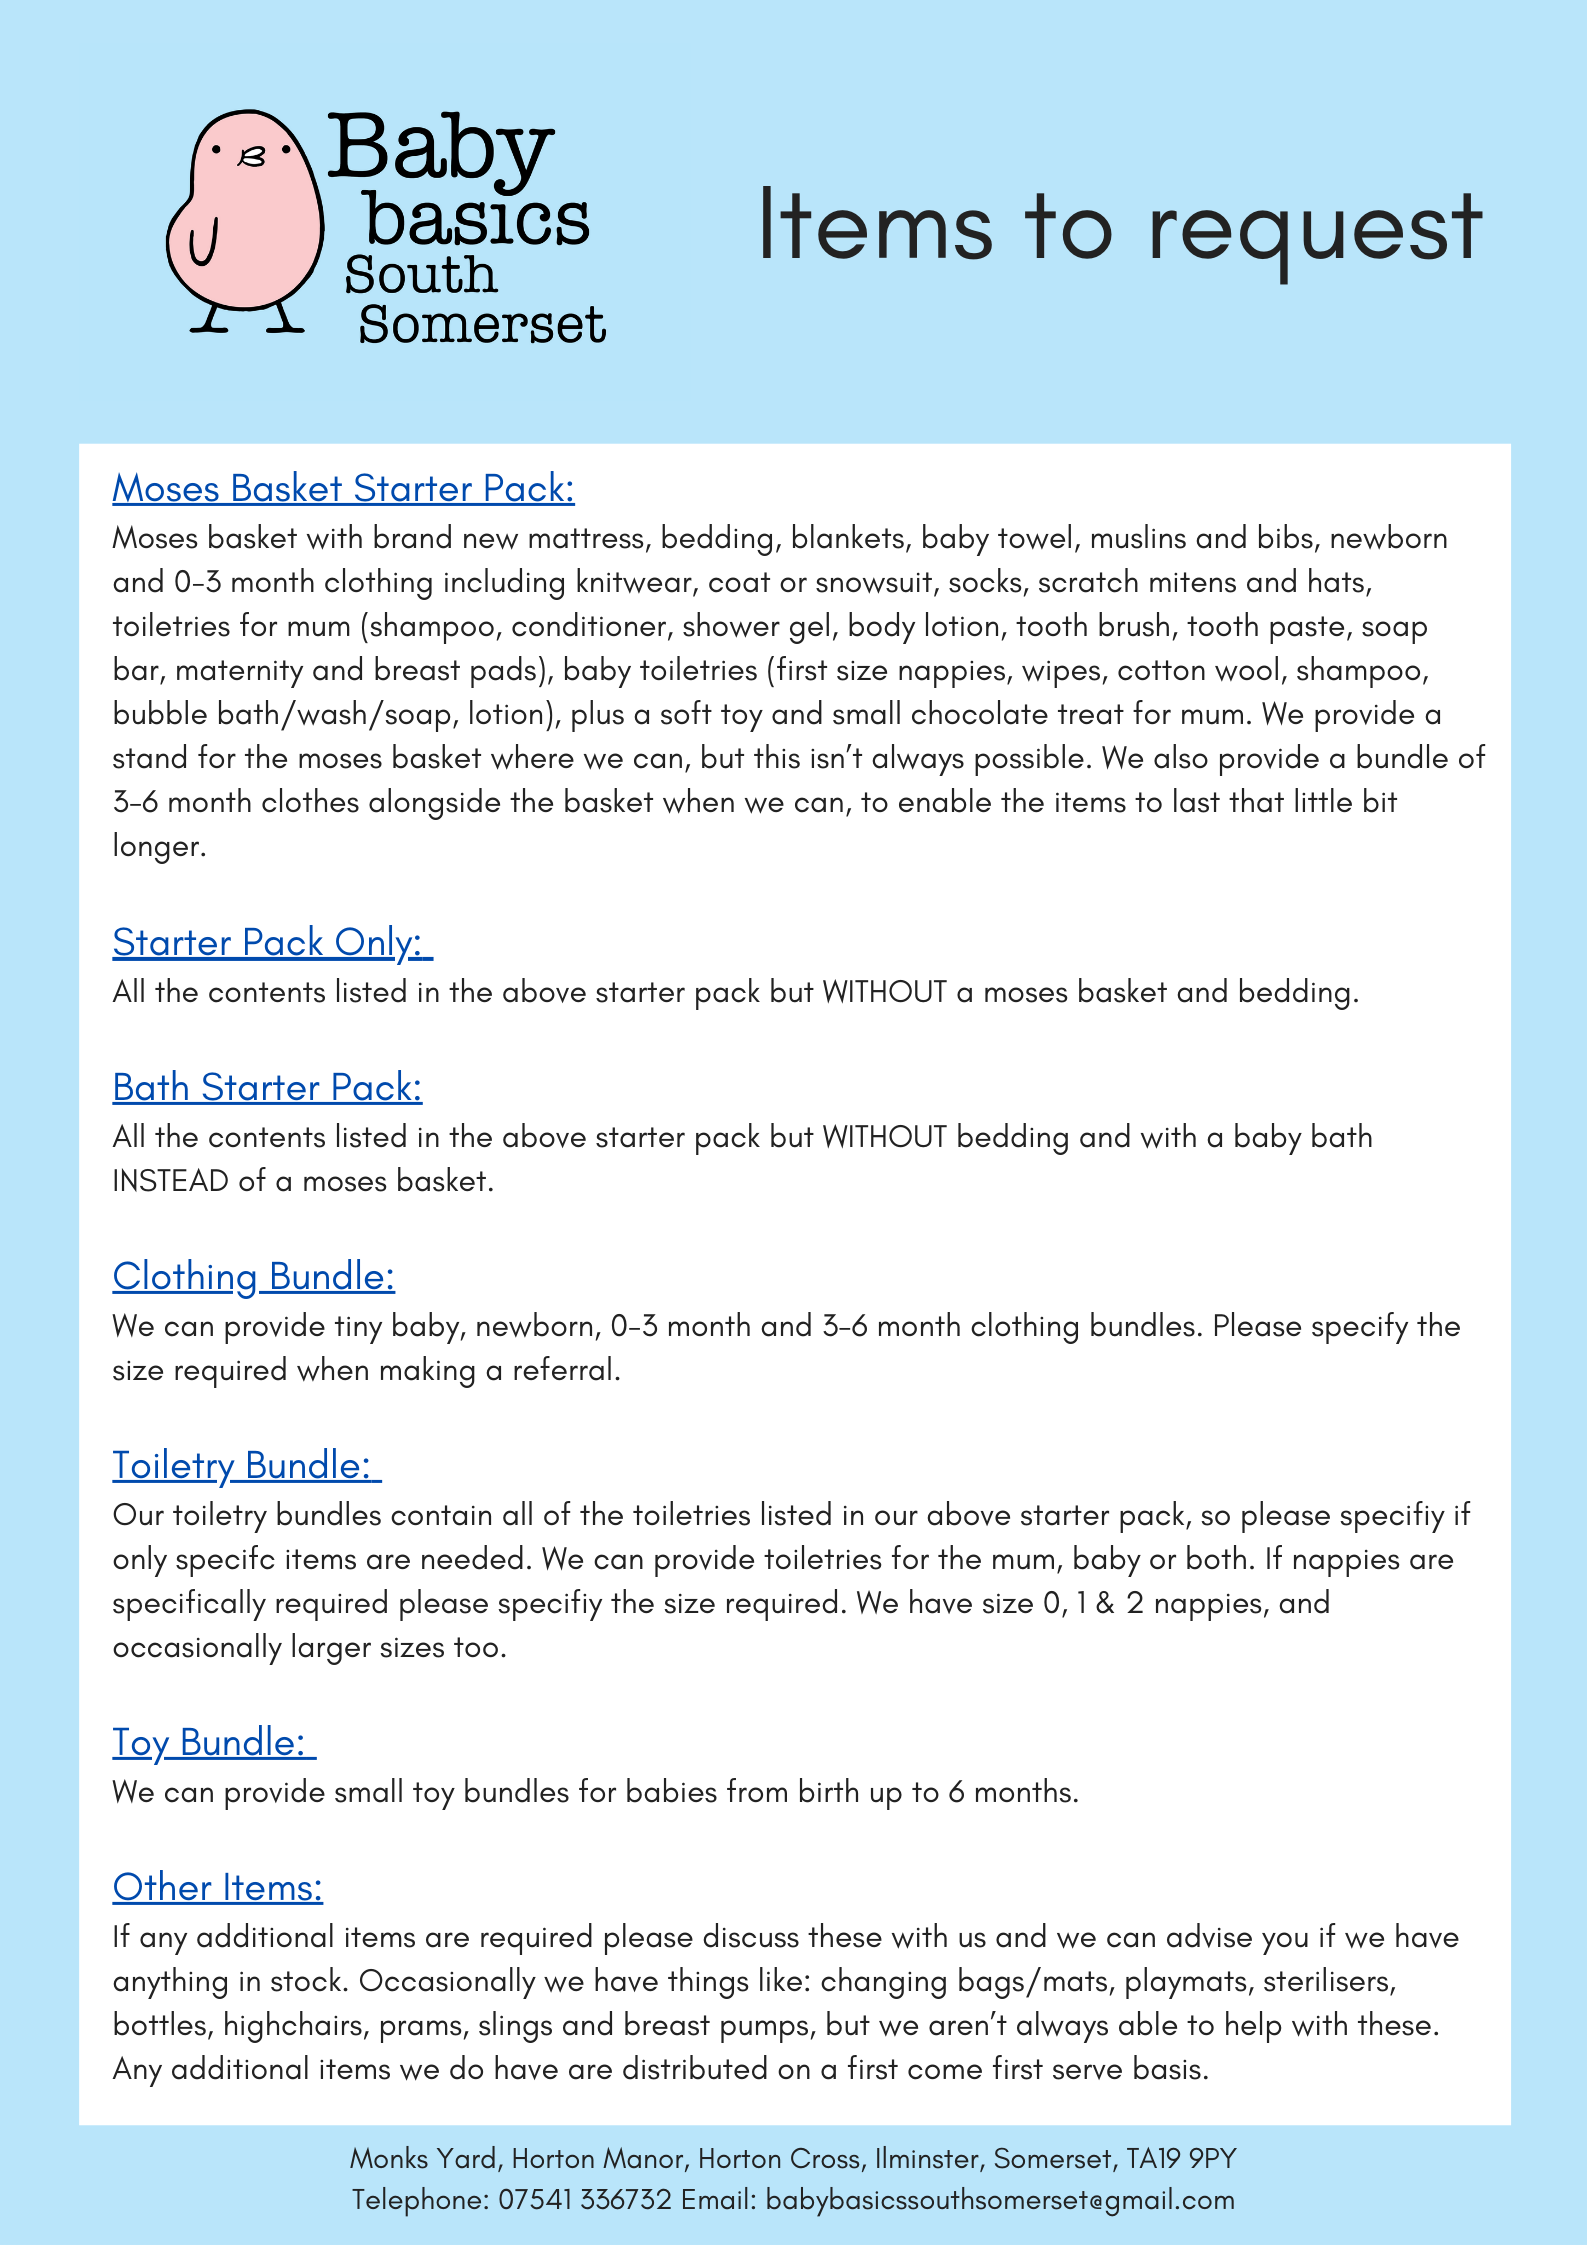 Baby
basics
South
Somerset
Items to request
Moses Basket Starter Pack:
Moses basket with brand new mattress, bedding, blankets, baby towel, muslins and bibs, newborn
and 0-3 month clothing including knitwear, coat or snowsuit, socks, scratch mitens and hats,
toiletries for mum (shampoo, conditioner, shower gel, body lotion, tooth brush, tooth paste, soap
bar, maternity and breast pads), baby toiletries (first size nappies, wipes, cotton wool, shampoo,
bubble bath/wash/soap, lotion), plus a soft toy and small chocolate treat for mum. We provide a
stand for the moses basket where we can, but this isn’t always possible. We also provide a bundle of
3-6 month clothes alongside the basket when we can, to enable the items to last that little bit
longer.
Starter Pack Only:
All the contents listed in the above starter pack but WITHOUT a moses basket and bedding.
Bath Starter Pack:
All the contents listed in the above starter pack but WITHOUT bedding and with a baby bath
INSTEAD of a moses basket.
Clothing Bundle:
We can provide tiny baby, newborn, 0-3 month and 3-6 month clothing bundles. Please specify the
size required when making a referral.
Toiletry Bundle:
Our toiletry bundles contain all of the toiletries listed in our above starter pack, so please specifiy if
only specifc items are needed. We can provide toiletries for the mum, baby or both. If nappies are
specifically required please specifiy the size required. We have size 0, 1 & 2 nappies, and
occasionally larger sizes too.
Toy Bundle:
We can provide small toy bundles for babies from birth up to 6 months.
Other Items:
If any additional items are required please discuss these with us and we can advise you if we have
anything in stock. Occasionally we have things like: changing bags/mats, playmats, sterilisers,
bottles, highchairs, prams, slings and breast pumps, but we aren’t always able to help with these.
Any additional items we do have are distributed on a first come first serve basis.
Monks Yard, Horton Manor, Horton Cross, Ilminster, Somerset, TA19 9PY
Telephone: 07541 336732 Email: babybasicssouthsomerset@gmail.com